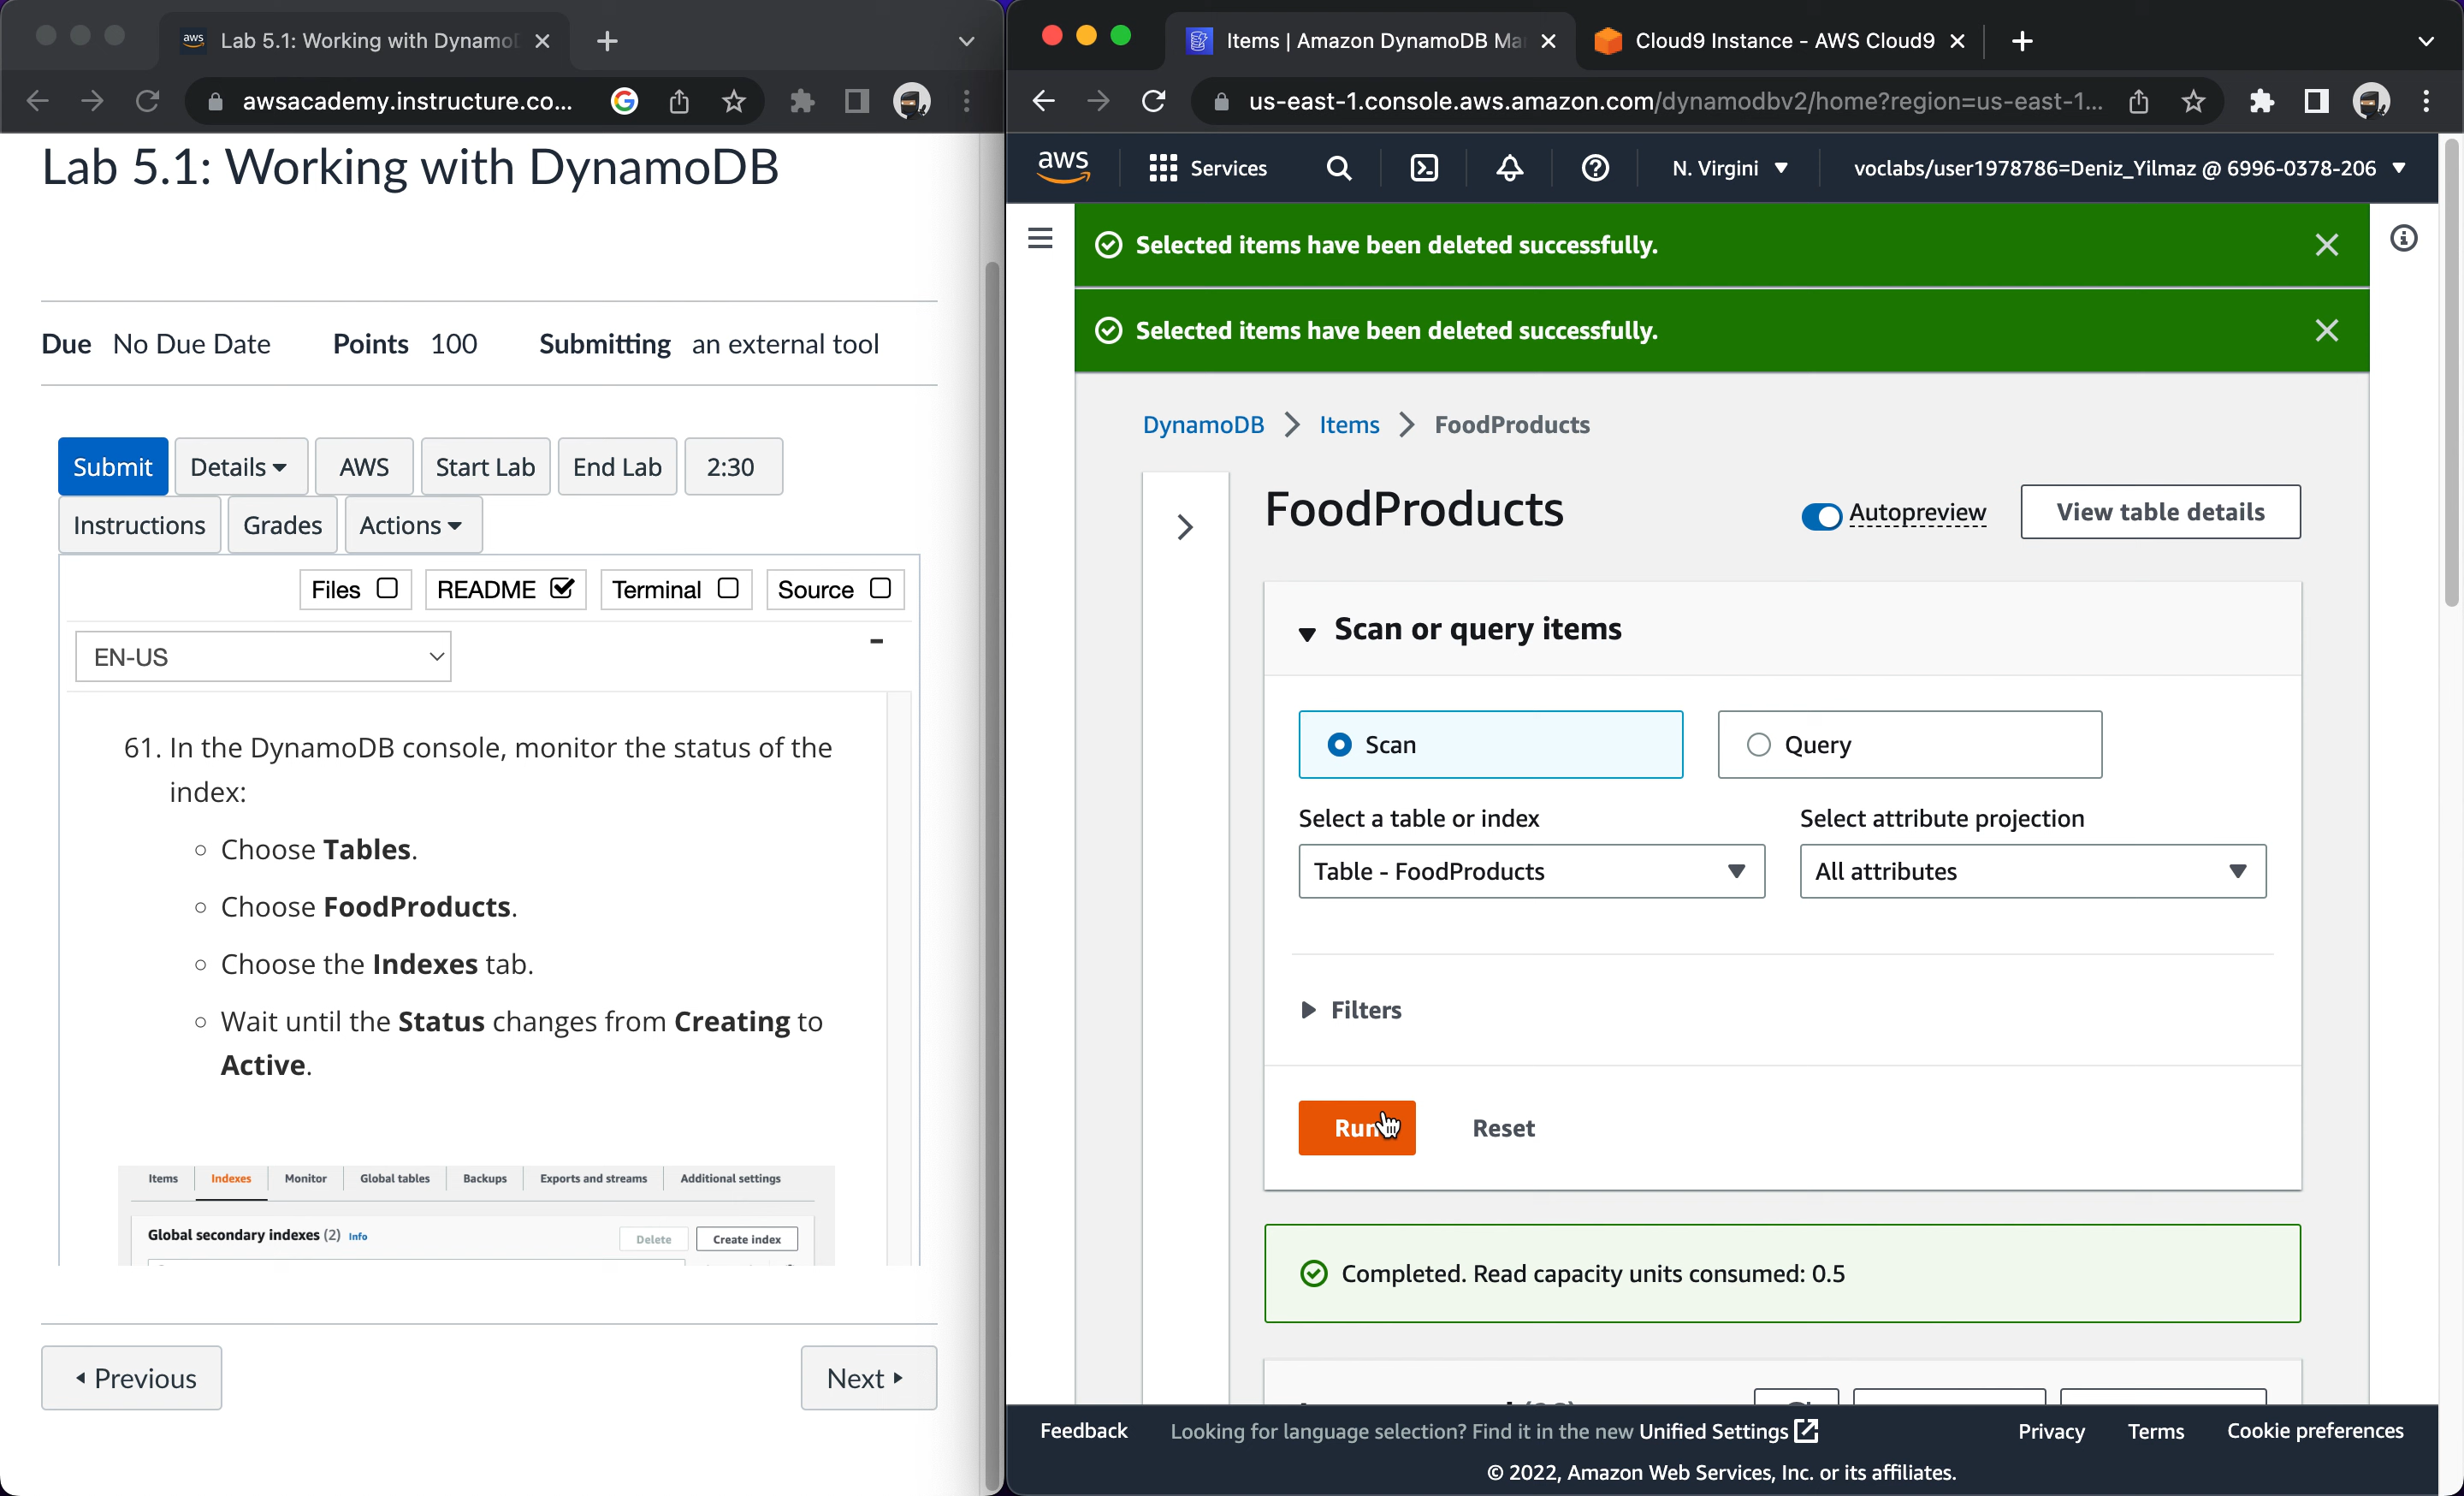 aws Lab 5.1: Working with Dynamo
awsacademy.instructure.co...
Lab 5.1: Working with DynamoDB
Due No Due Date Points 100 Submitting an external tool
Submit Details AWS Start Lab End Lab 2:30
Instructions Grades Actions
Files README Terminal Source
EN-US
61. In the DynamoDB console, monitor the status of the
index:
Choose Tables.
Choose FoodProducts.
Choose the Indexes tab.
Wait until the Status changes from Creating to
Active.
Items Indexes Monitor Global tables Backups Exports and streams Additional settings
Global secondary indexes (2) Info Delete Create index
Previous Next
Items | Amazon DynamoDB Ma Cloud9 Instance - AWS Cloud9
us-east-1.console.aws.amazon.com/dynamodbv2/home?region=us-east-1...
aws Services N. Virgini voclabs/user1978786=Deniz_Yilmaz @ 6996-0378-206
Selected items have been deleted successfully.
Selected items have been deleted successfully.
DynamoDB > Items > FoodProducts
FoodProducts Autopreview View table details
Scan or query items
Scan Query
Select a table or index Select attribute projection
Table - FoodProducts All attributes
Filters
Run Reset
Completed. Read capacity units consumed: 0.5
Feedback Looking for language selection? Find it in the new Unified Settings Privacy Terms Cookie preferences
© 2022, Amazon Web Services, Inc. or its affiliates.